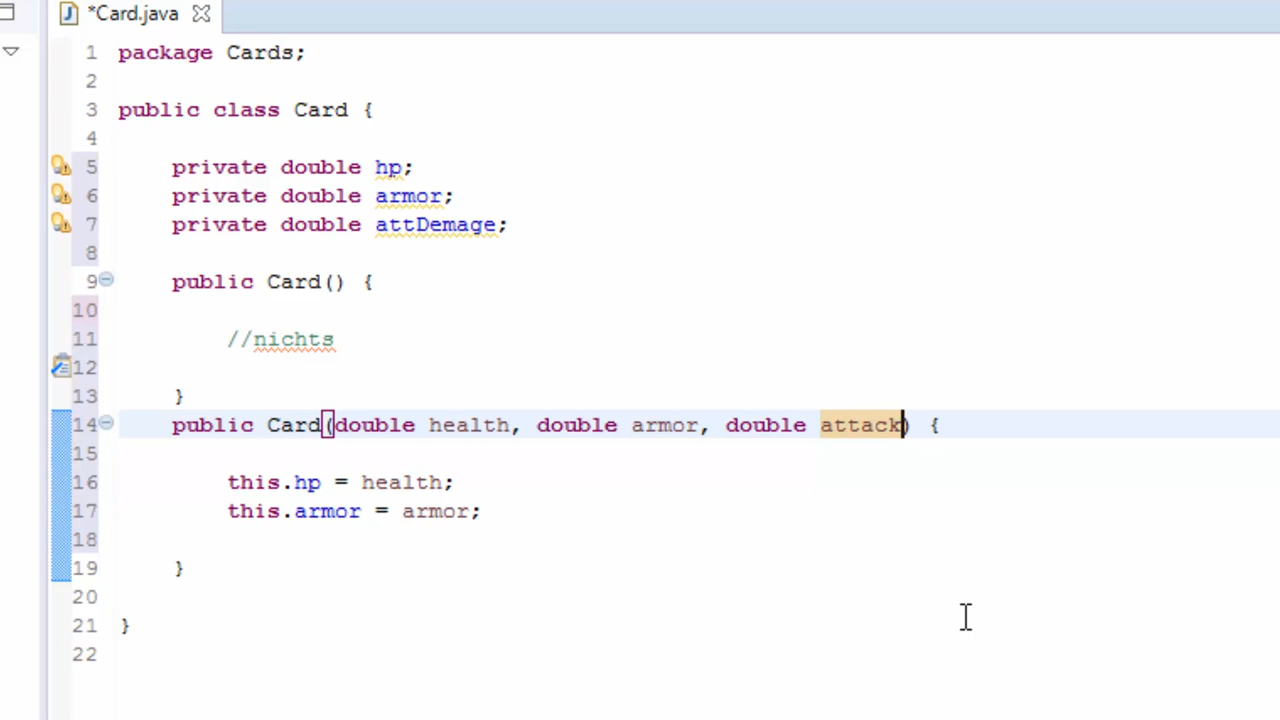 *Card.java
1 package Cards;
2
3 public class Card {
4
5 private double hp;
6 private double armor;
7 private double attDemage;
8
9 public Card() {
10
11 //nichts
12
13 }
14 public Card(double health, double armor, double attack) {
15
16 this.hp = health;
17 this.armor = armor;
18
19 }
20
21 }
22